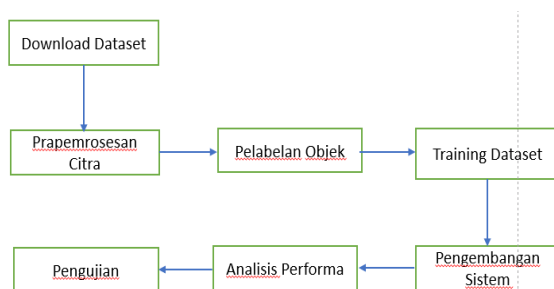 Download Dataset
Prapemrosesan
Citra
Pelabelan Objek
Training Dataset
Pengembangan
Sistem
Analisis Performa
Pengujian